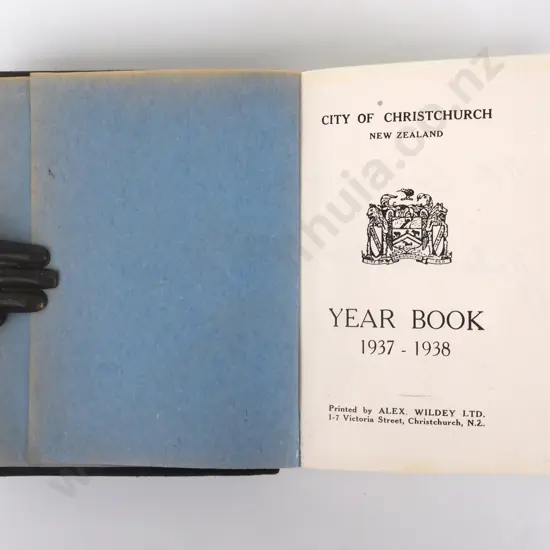 CITY OF CHRISTCHURCH
NEW ZEALAND
YEAR BOOK
1937 - 1938
Printed by ALEX. WILDEY LTD.
1-7 Victoria Street, Christchurch, N.Z.